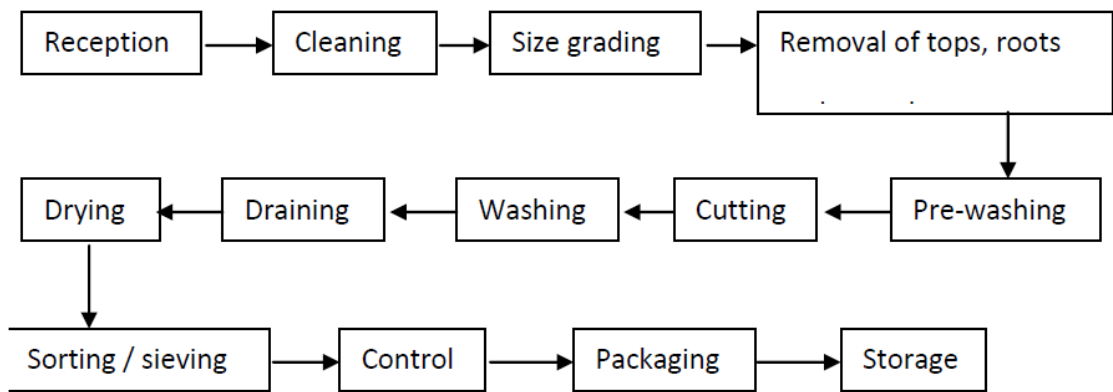 Reception
Cleaning
Size grading
Removal of tops, roots
Pre-washing
Cutting
Washing
Draining
Drying
Sorting / sieving
Control
Packaging
Storage